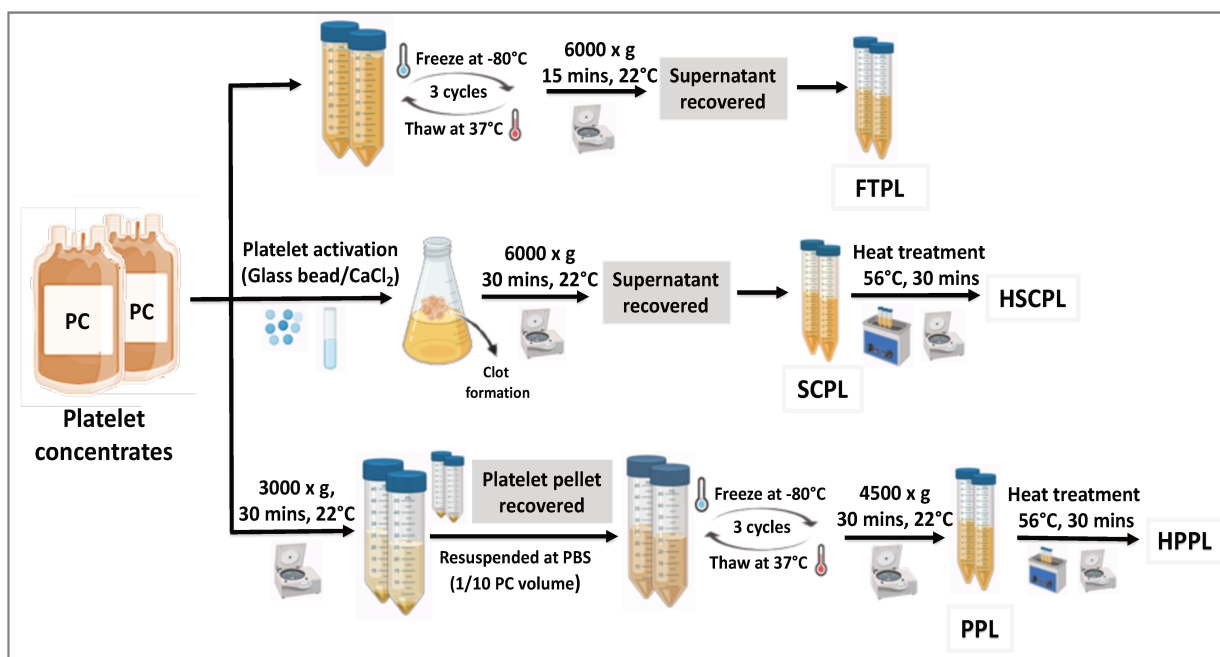 Freeze at -80°C
3 cycles
Thaw at 37°C
6000 x g
15 mins, 22°C
Supernatant
recovered
FTPL
PC
PC
Platelet
concentrates
Platelet activation
(Glass bead/CaCl₂)
Clot
formation
6000 x g
30 mins, 22°C
Supernatant
recovered
SCPL
Heat treatment
56°C, 30 mins
HSCPL
3000 x g,
30 mins, 22°C
Platelet pellet
recovered
Resuspended at PBS
(1/10 PC volume)
Freeze at -80°C
3 cycles
Thaw at 37°C
4500 x g
30 mins, 22°C
PPL
Heat treatment
56°C, 30 mins
HPPL